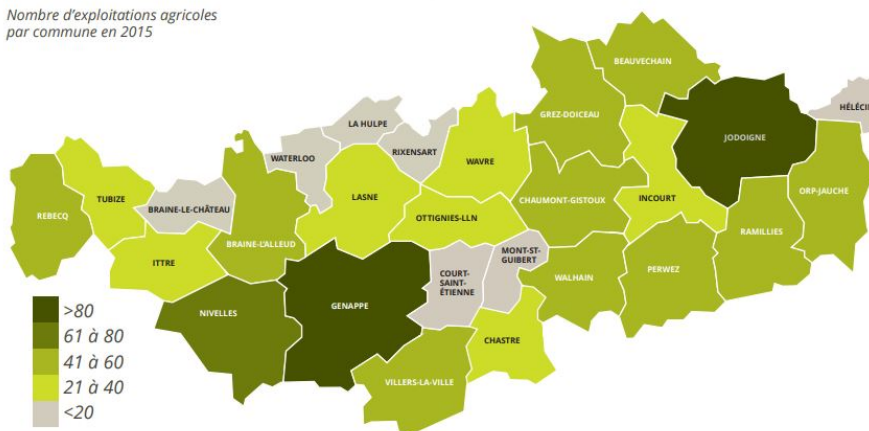 Nombre d'exploitations agricoles
par commune en 2015
BEAUVECHAIN
HÉLÉCI
LA HULPE
GREZ-DOICEAU
JODOIGNE
WATERLOO
RIXENSART
WAVRE
TUBIZE
ORP-JAUCHE
LASNE
CHAUMONT-GISTOUX
INCOURT
BRAINE-LE-CHÂTEAU
REBECQ
OTTIGNIES-LLN
RAMILLIES
BRAINE-L'ALLEUD
MONT-ST-
GUIBERT
ITTRE
COURT-
SAINT-
ÉTIENNE
WALHAIN
PERWEZ
NIVELLES
GENAPPE
CHASTRE
VILLERS-LA-VILLE
>80
61 à 80
41 à 60
21 à 40
<20